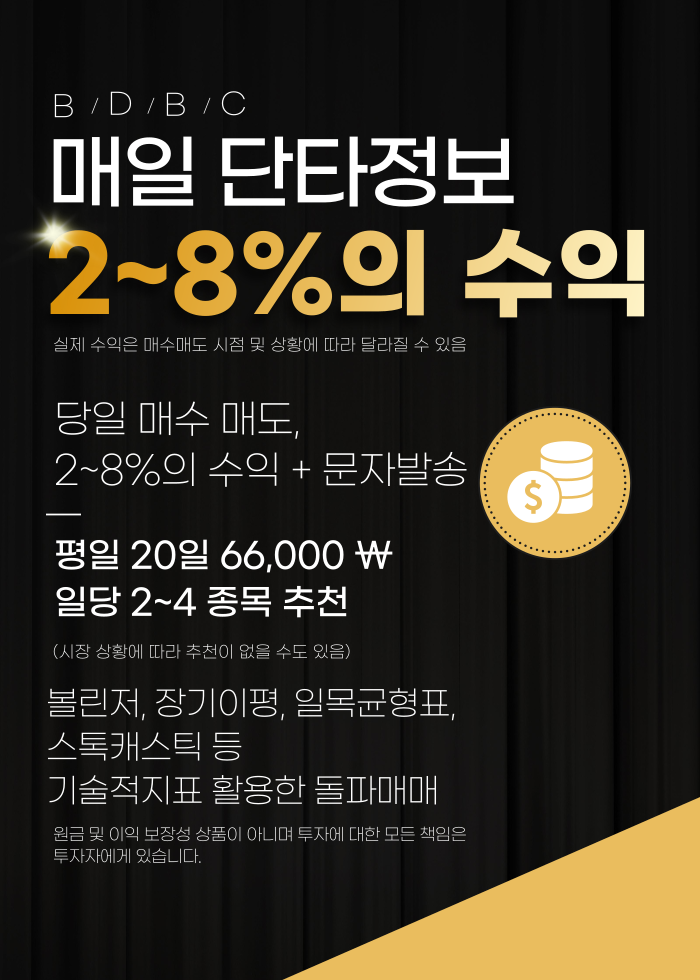 B / D / B / C
매일 단타정보
2~8%의 수익
실제 수익은 매수매도 시점 및 상황에 따라 달라질 수 있음
당일 매수 매도,
2~8%의 수익 + 문자발송
$
평일 20일 66,000 ₩
일당 2~4 종목 추천
(시장 상황에 따라 추천이 없을 수도 있음)
볼린저, 장기이평, 일목균형표,
스톡캐스틱 등
기술적지표 활용한 돌파매매
원금 및 이익 보장성 상품이 아니며 투자에 대한 모든 책임은
투자자에게 있습니다.